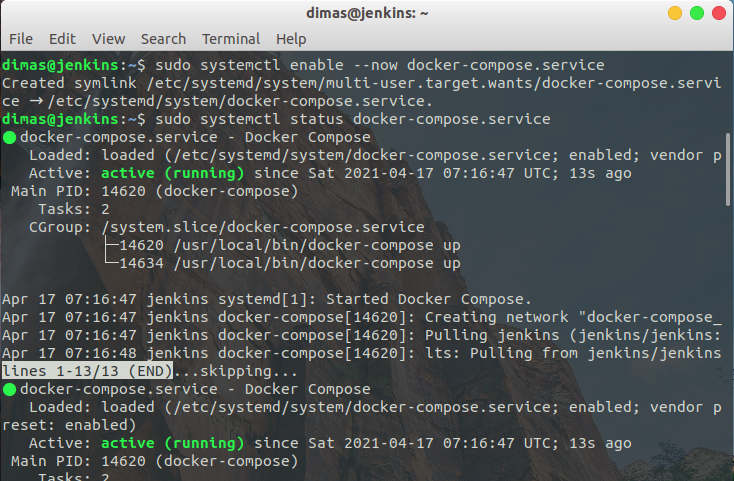 dimas@jenkins: ~
File Edit View Search Terminal Help
dimas@jenkins:~$ sudo systemctl enable --now docker-compose.service
Created symlink /etc/systemd/system/multi-user.target.wants/docker-compose.servi
ce → /etc/systemd/system/docker-compose.service.
dimas@jenkins:~$ sudo systemctl status docker-compose.service
● docker-compose.service - Docker Compose
Loaded: loaded (/etc/systemd/system/docker-compose.service; enabled; vendor p
Active: active (running) since Sat 2021-04-17 07:16:47 UTC; 13s ago
Main PID: 14620 (docker-compose)
Tasks: 2
CGroup: /system.slice/docker-compose.service
├─14620 /usr/local/bin/docker-compose up
└─14634 /usr/local/bin/docker-compose up
Apr 17 07:16:47 jenkins systemd[1]: Started Docker Compose.
Apr 17 07:16:47 jenkins docker-compose[14620]: Creating network "docker-compose_
Apr 17 07:16:47 jenkins docker-compose[14620]: Pulling jenkins (jenkins/jenkins:
Apr 17 07:16:48 jenkins docker-compose[14620]: lts: Pulling from jenkins/jenkins
lines 1-13/13 (END)...skipping...
● docker-compose.service - Docker Compose
Loaded: loaded (/etc/systemd/system/docker-compose.service; enabled; vendor p
reset: enabled)
Active: active (running) since Sat 2021-04-17 07:16:47 UTC; 13s ago
Main PID: 14620 (docker-compose)
Tasks: 2